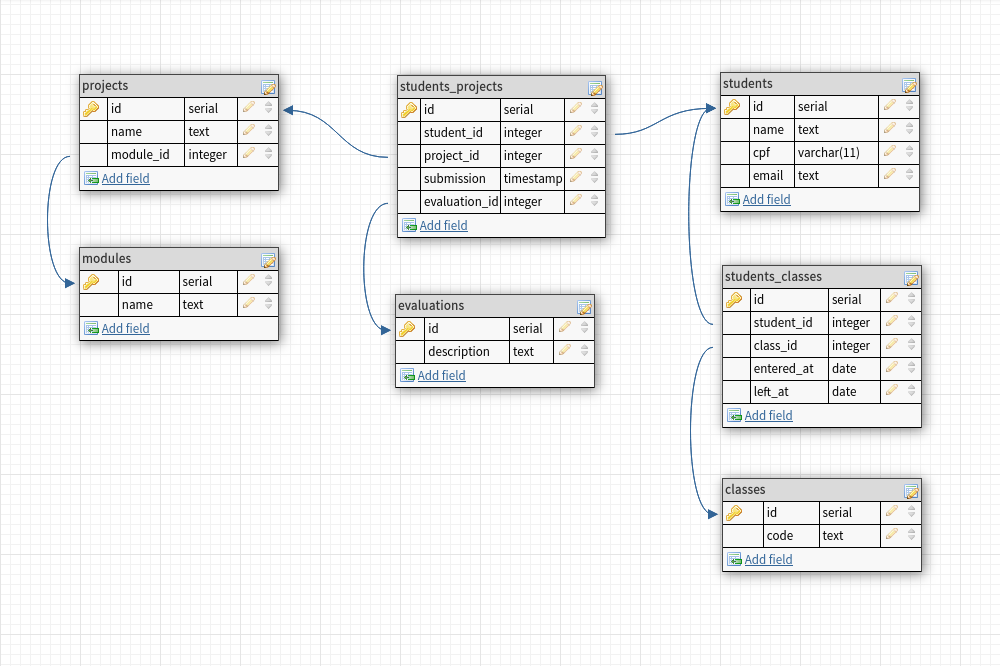 projects
id serial
name text
module_id integer
Add field
modules
id serial
name text
Add field
students_projects
id serial
student_id integer
project_id integer
submission timestamp
evaluation_id integer
Add field
evaluations
id serial
description text
Add field
students
id serial
name text
cpf varchar(11)
email text
Add field
students_classes
id serial
student_id integer
class_id integer
entered_at date
left_at date
Add field
classes
id serial
code text
Add field